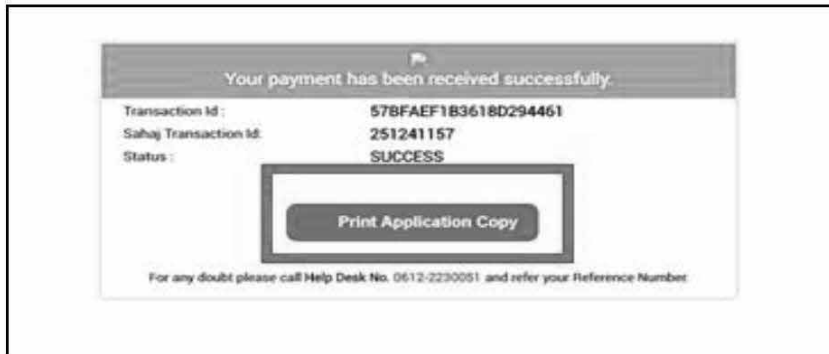 Your payment has been received successfully.
Transaction Id : 57BFAEF1B3618D294461
Sahaj Transaction Id: 251241157
Status : SUCCESS
Print Application Copy
For any doubt please call Help Desk No. 0612-2230051 and refer your Reference Number